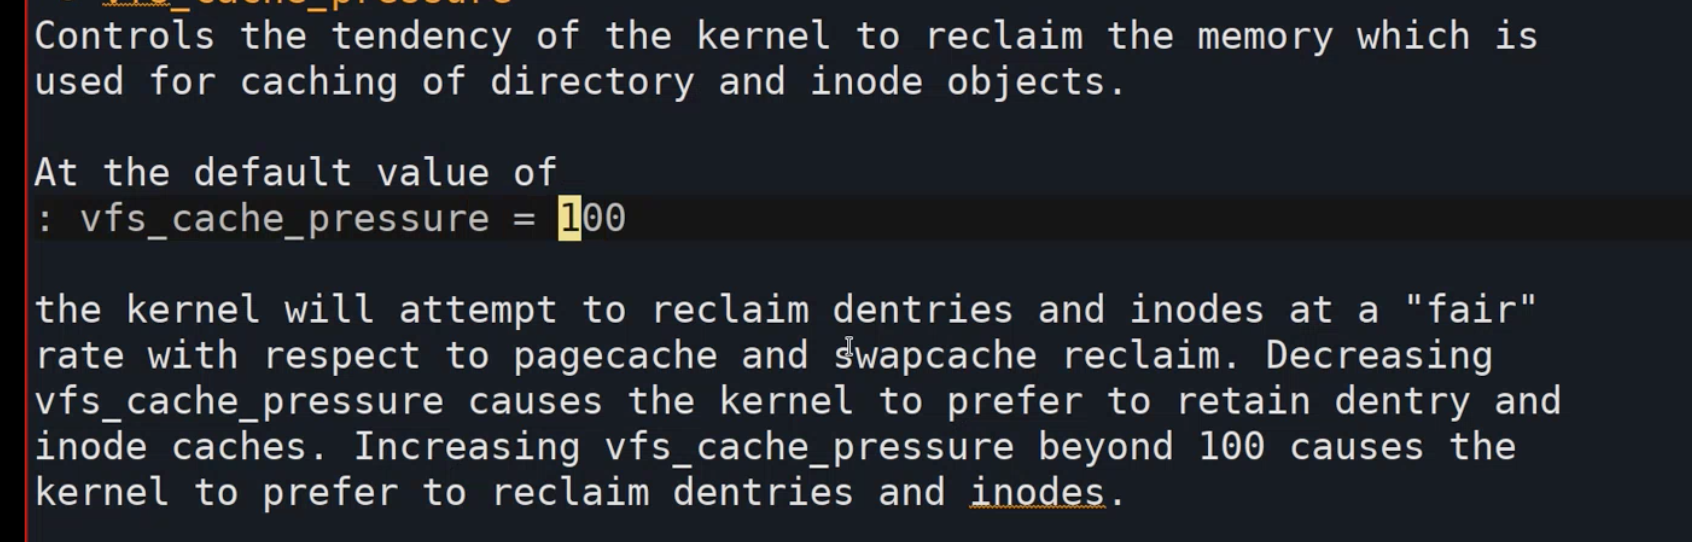 vfs_cache_pressure
Controls the tendency of the kernel to reclaim the memory which is
used for caching of directory and inode objects.
At the default value of
: vfs_cache_pressure = 100
the kernel will attempt to reclaim dentries and inodes at a "fair"
rate with respect to pagecache and swapcache reclaim. Decreasing
vfs_cache_pressure causes the kernel to prefer to retain dentry and
inode caches. Increasing vfs_cache_pressure beyond 100 causes the
kernel to prefer to reclaim dentries and inodes.